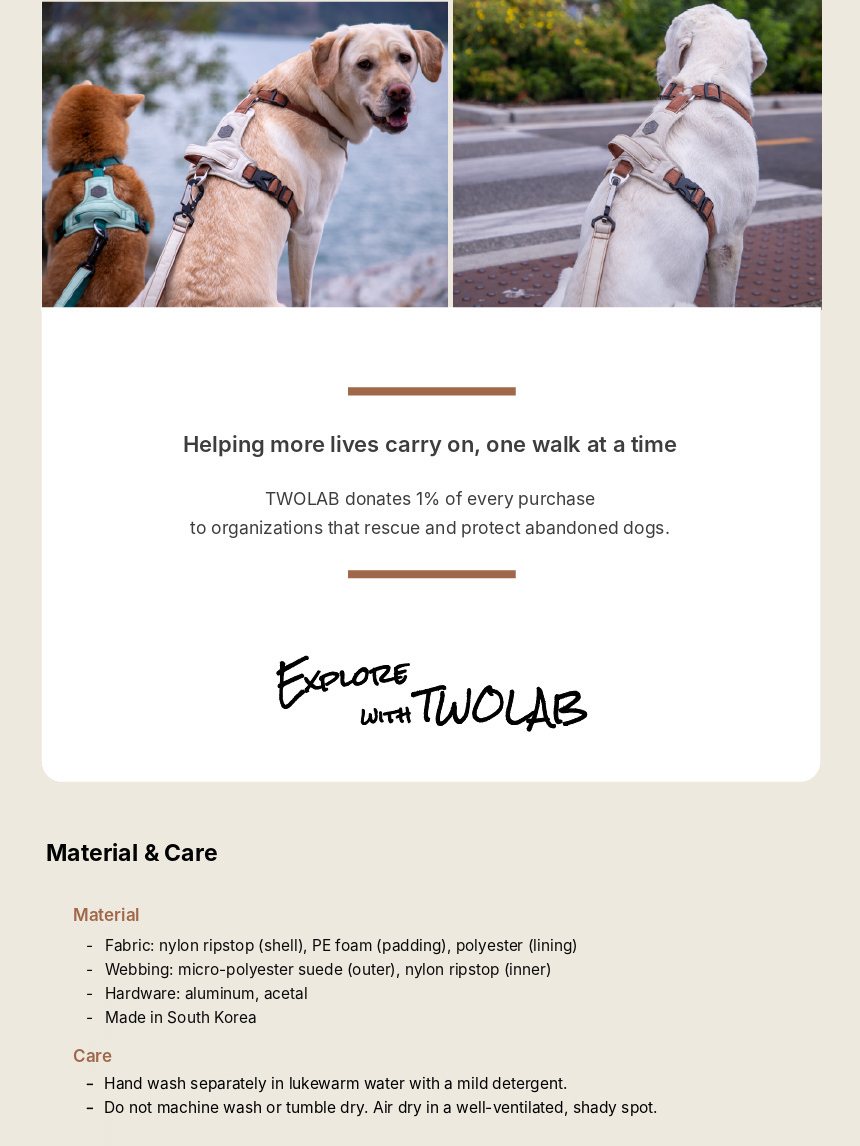 Helping more lives carry on, one walk at a time
TWOLAB donates 1% of every purchase
to organizations that rescue and protect abandoned dogs.
EXPLORE
WITH TWOLAB
Material & Care
Material
- Fabric: nylon ripstop (shell), PE foam (padding), polyester (lining)
- Webbing: micro-polyester suede (outer), nylon ripstop (inner)
- Hardware: aluminum, acetal
- Made in South Korea
Care
- Hand wash separately in lukewarm water with a mild detergent.
- Do not machine wash or tumble dry. Air dry in a well-ventilated, shady spot.